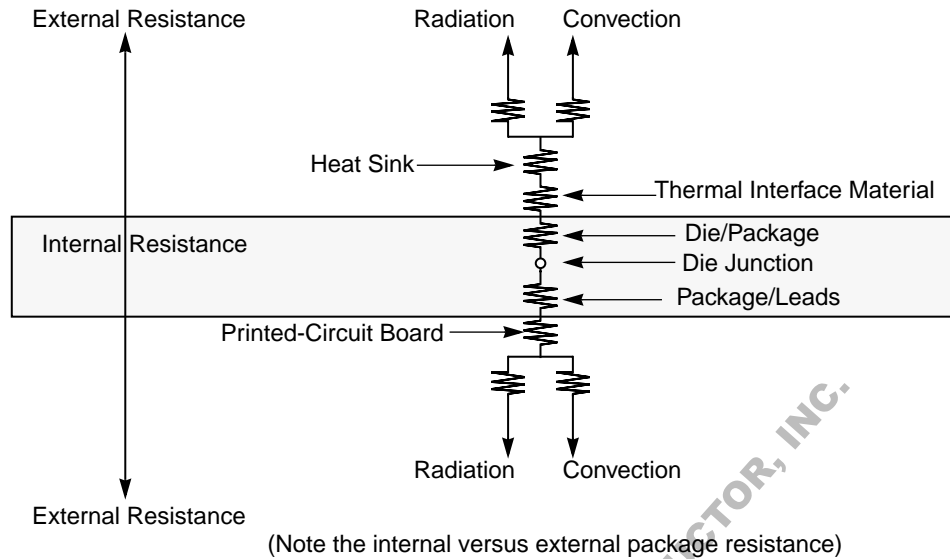 External Resistance
Radiation Convection
Heat Sink
Thermal Interface Material
Internal Resistance
Die/Package
Die Junction
Package/Leads
Printed-Circuit Board
Radiation Convection
External Resistance
(Note the internal versus external package resistance)
INC.